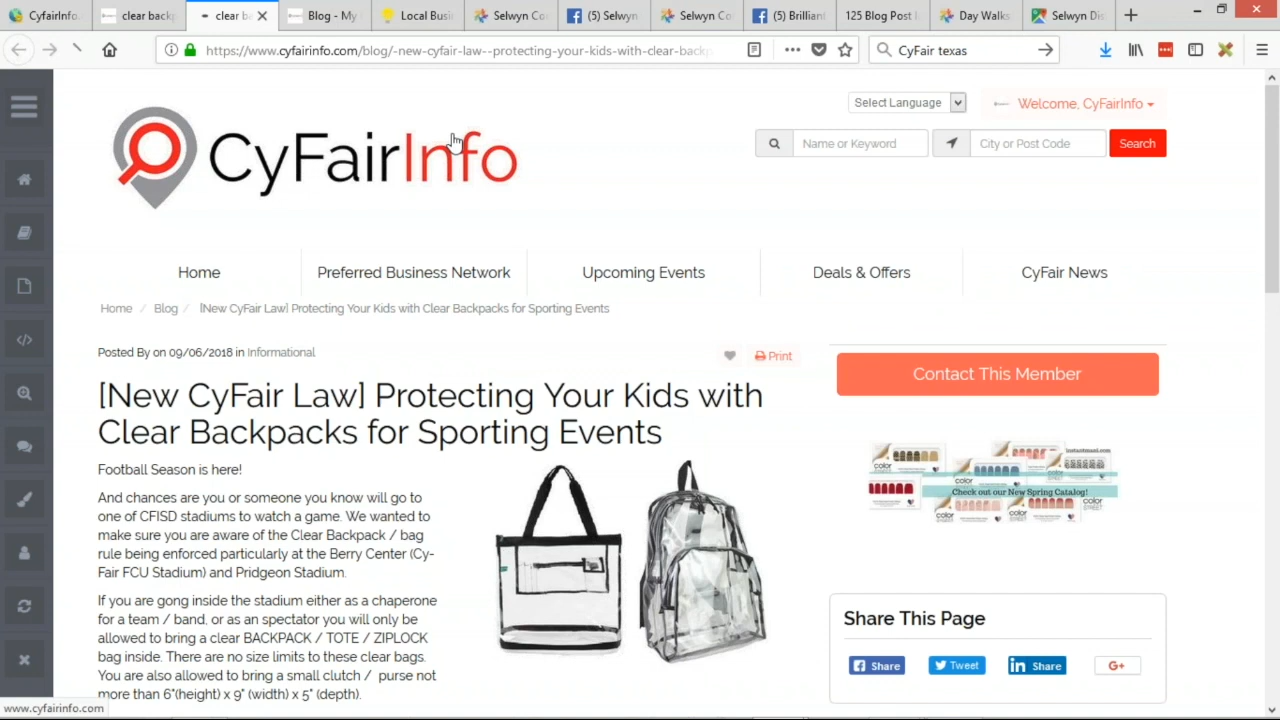 CyfairInfo.
clear backp
clear ba
Blog - My
Local Busi
Selwyn Co
(5) Selwyn
Selwyn Co
(5) Brilliant
125 Blog Post I
Day Walks
Selwyn Dis
https://www.cyfairinfo.com/blog/-new-cyfair-law--protecting-your-kids-with-clear-backp
CyFair texas
Select Language
Welcome, CyFairInfo
CyFairInfo
Name or Keyword
City or Post Code
Search
Home
Preferred Business Network
Upcoming Events
Deals & Offers
CyFair News
Home / Blog / [New CyFair Law] Protecting Your Kids with Clear Backpacks for Sporting Events
Posted By on 09/06/2018 in Informational
Print
Contact This Member
[New CyFair Law] Protecting Your Kids with
Clear Backpacks for Sporting Events
Football Season is here!
And chances are you or someone you know will go to
one of CFISD stadiums to watch a game. We wanted to
make sure you are aware of the Clear Backpack / bag
rule being enforced particularly at the Berry Center (Cy-
Fair FCU Stadium) and Pridgeon Stadium.
If you are gong inside the stadium either as a chaperone
for a team / band, or as an spectator you will only be
allowed to bring a clear BACKPACK / TOTE / ZIPLOCK
bag inside. There are no size limits to these clear bags.
You are also allowed to bring a small clutch / purse not
more than 6"(height) x 9" (width) x 5" (depth).
Check out our New Spring Catalog!
color
color
color
Share This Page
Share
Tweet
Share
G+
www.cyfairinfo.com